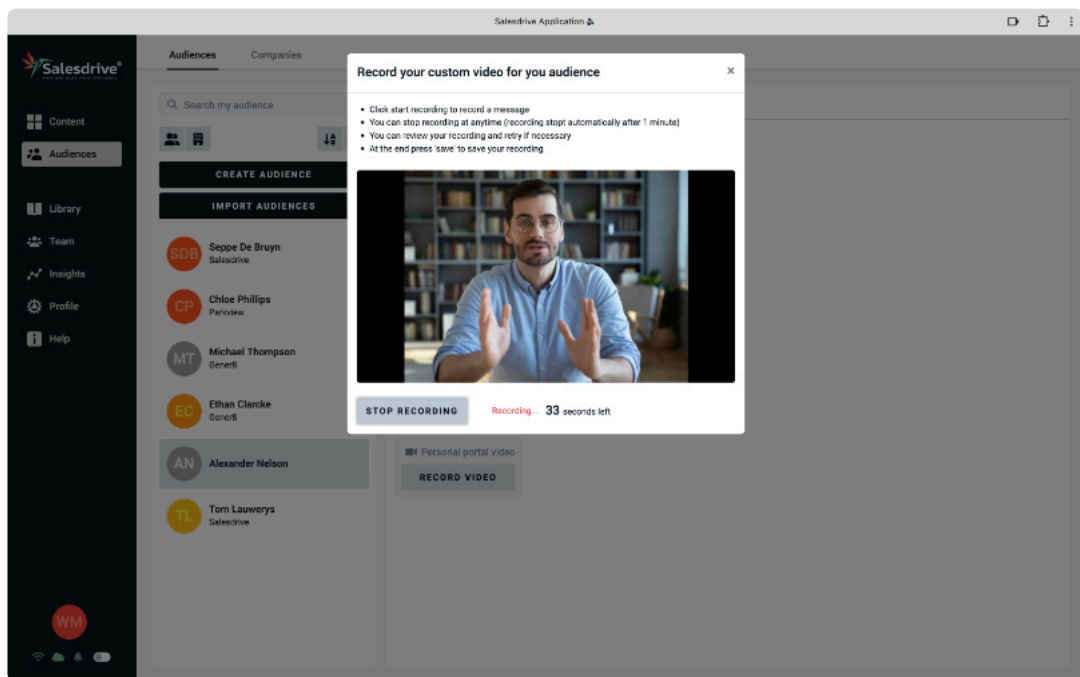 Salesdrive Application
Salesdrive®
Content
Audiences
Library
Team
Insights
Profile
Help
WM
Audiences
Companies
Search my audience
CREATE AUDIENCE
IMPORT AUDIENCES
SDB
Seppe De Bruyn
Salesdrive
CP
Chloe Phillips
Parkview
MT
Michael Thompson
Gener8
EC
Ethan Clarcke
Gener8
AN
Alexander Nelson
TL
Tom Lauwerys
Salesdrive
Record your custom video for you audience
×
• Click start recording to record a message
• You can stop recording at anytime (recording stopt automatically after 1 minute)
• You can review your recording and retry if necessary
• At the end press 'save' to save your recording
STOP RECORDING
Recording... 33 seconds left
Personal portal video
RECORD VIDEO